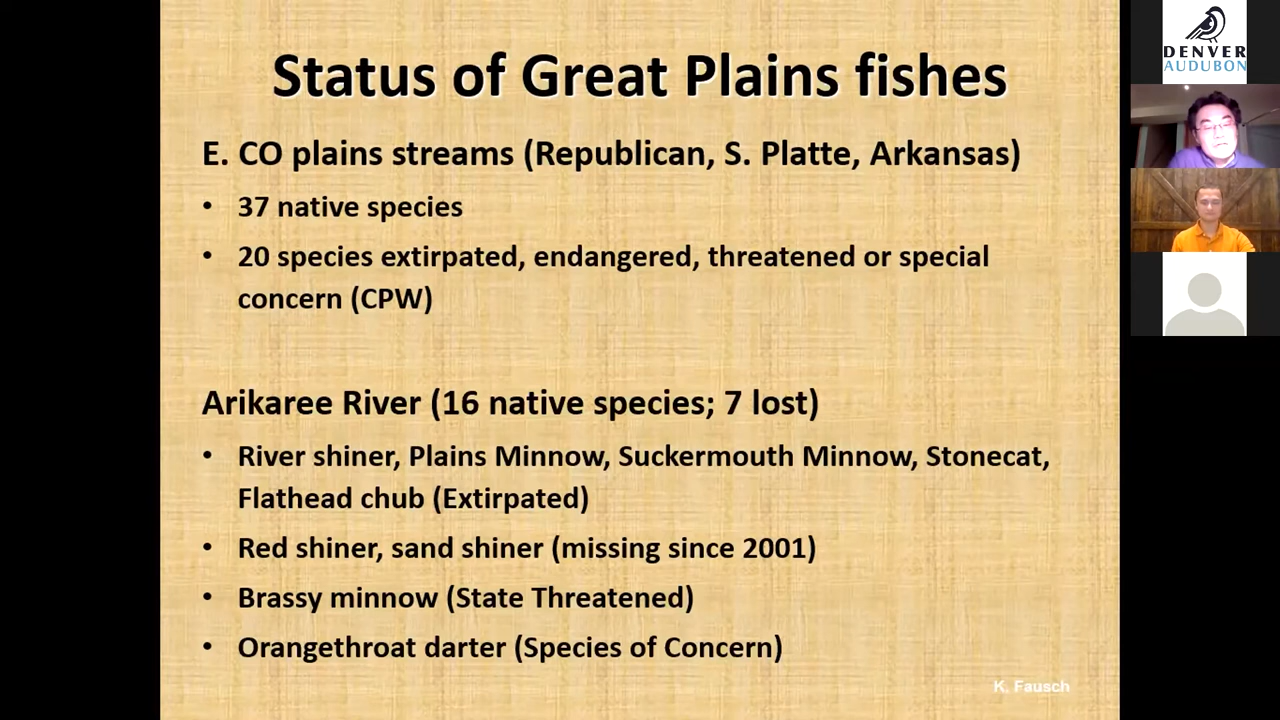 Status of Great Plains fishes
E. CO plains streams (Republican, S. Platte, Arkansas)
• 37 native species
• 20 species extirpated, endangered, threatened or special
concern (CPW)
Arikaree River (16 native species; 7 lost)
• River shiner, Plains Minnow, Suckermouth Minnow, Stonecat,
Flathead chub (Extirpated)
• Red shiner, sand shiner (missing since 2001)
• Brassy minnow (State Threatened)
• Orangethroat darter (Species of Concern)
K. Fausch
DENVER
AUDUBON